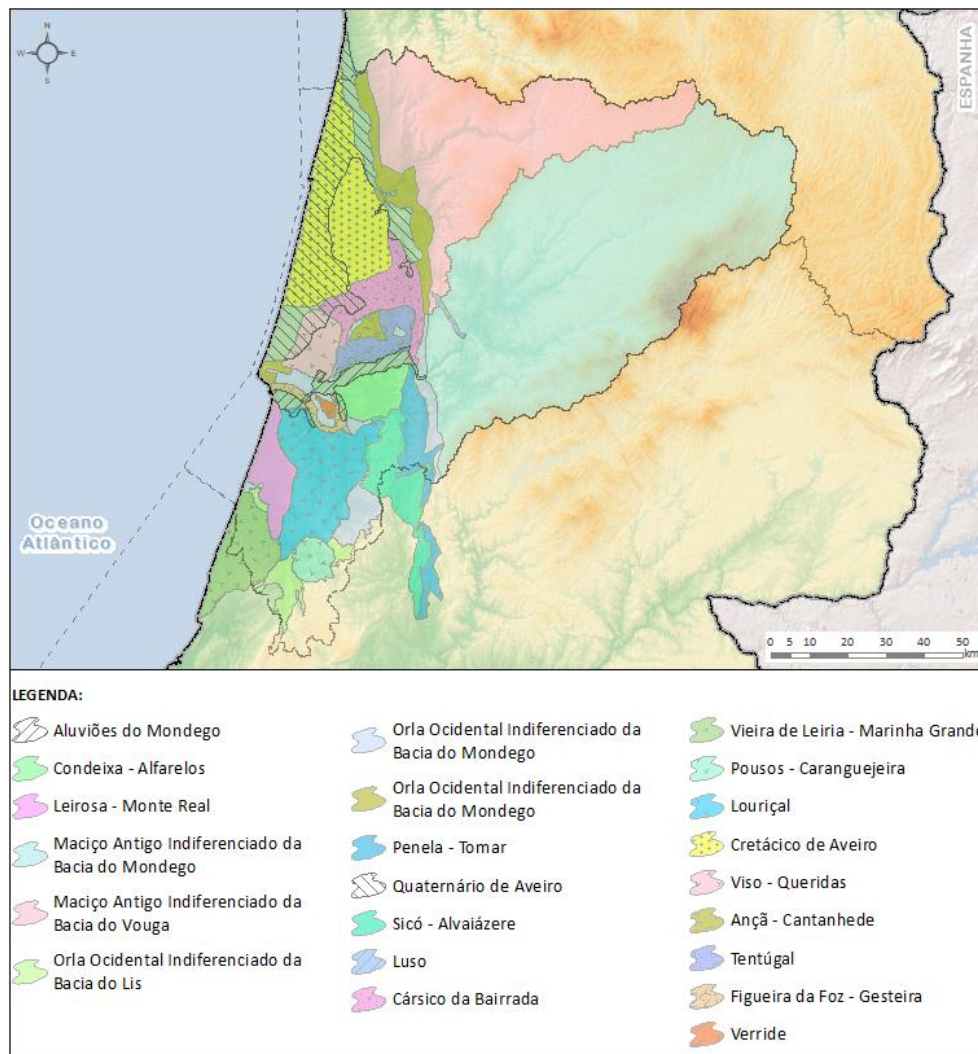 N
W E
S
ESPANHA
Oceano
Atlântico
0 5 10 20 30 40 50
km
LEGENDA:
Aluviões do Mondego
Condeixa - Alfarelos
Leirosa - Monte Real
Maciço Antigo Indiferenciado da
Bacia do Mondego
Maciço Antigo Indiferenciado da
Bacia do Vouga
Orla Ocidental Indiferenciado da
Bacia do Lis
Orla Ocidental Indiferenciado da
Bacia do Mondego
Orla Ocidental Indiferenciado da
Bacia do Mondego
Penela - Tomar
Quaternário de Aveiro
Sicó - Alvaiázere
Luso
Cársico da Bairrada
Vieira de Leiria - Marinha Grande
Pousos - Caranguejeira
Louriçal
Cretácico de Aveiro
Viso - Queridas
Ançã - Cantanhede
Tentúgal
Figueira da Foz - Gesteira
Verride